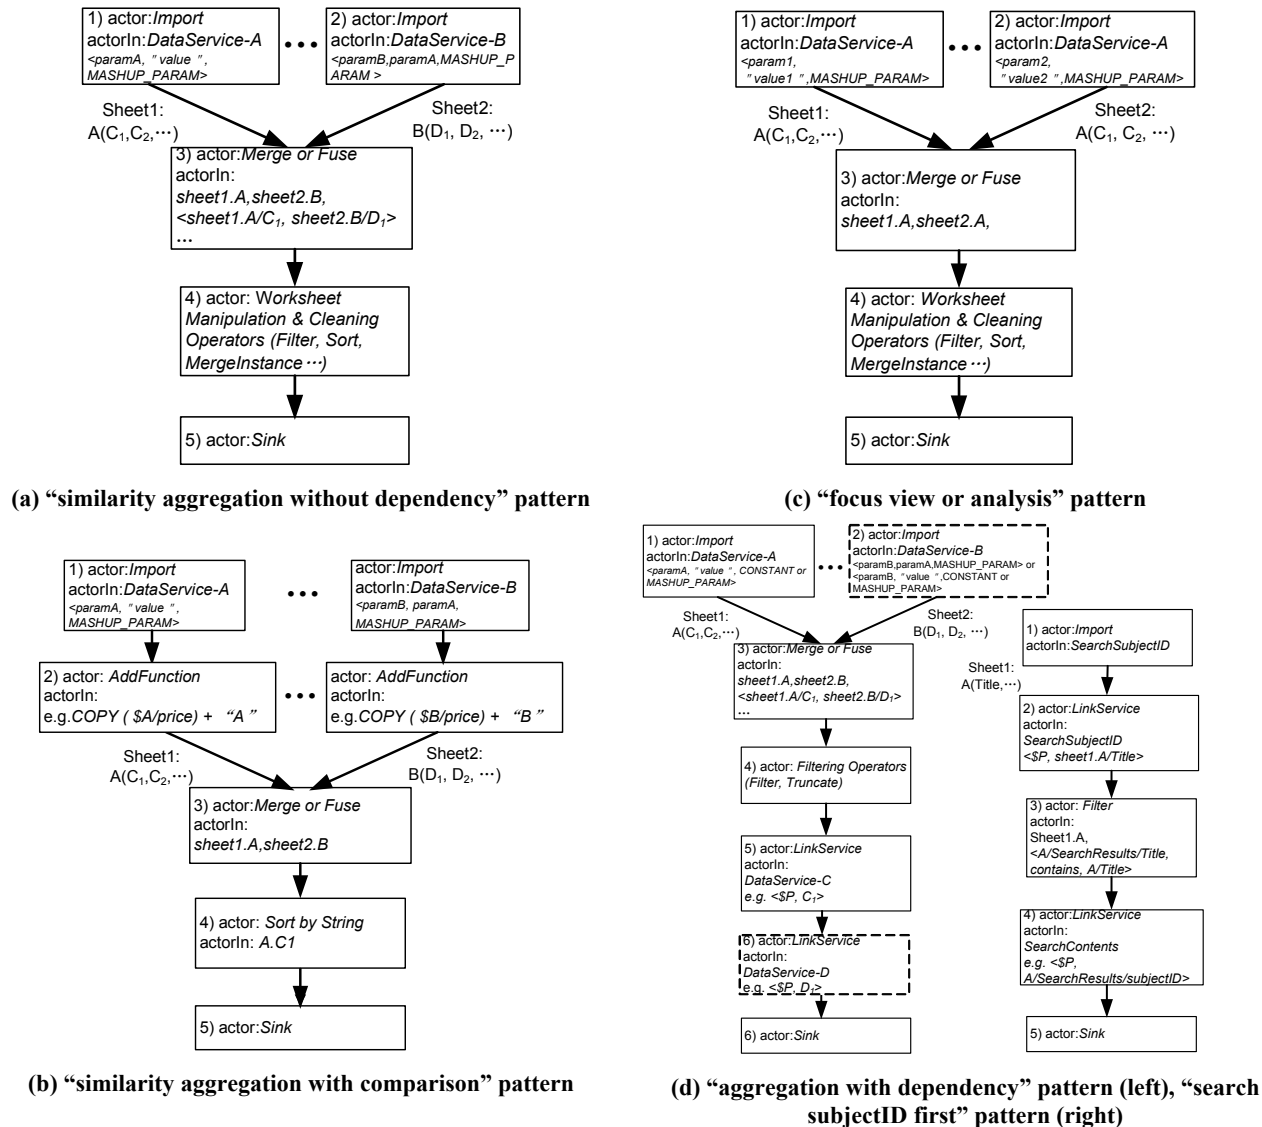 1) actor:Import
actorIn:DataService-A
<paramA, "value",
MASHUP_PARAM>
•••
2) actor:Import
actorIn:DataService-B
<paramB,paramA,MASHUP_P
ARAM >
Sheet1:
A(C₁,C₂,···)
Sheet2:
B(D₁, D₂, ···)
3) actor:Merge or Fuse
actorIn:
sheet1.A,sheet2.B,
<sheet1.A/C₁, sheet2.B/D₁>
...
4) actor: Worksheet
Manipulation & Cleaning
Operators (Filter, Sort,
MergeInstance···)
5) actor:Sink
(a) “similarity aggregation without dependency” pattern
1) actor:Import
actorIn:DataService-A
<param1,
"value1",MASHUP_PARAM>
•••
2) actor:Import
actorIn:DataService-A
<param2,
"value2",MASHUP_PARAM>
Sheet1:
A(C₁,C₂,···)
Sheet2:
A(C₁, C₂, ···)
3) actor:Merge or Fuse
actorIn:
sheet1.A,sheet2.A,
4) actor: Worksheet
Manipulation & Cleaning
Operators (Filter, Sort,
MergeInstance···)
5) actor:Sink
(c) “focus view or analysis” pattern
1) actor:Import
actorIn:DataService-A
<paramA, "value",
MASHUP_PARAM>
•••
2) actor:Import
actorIn:DataService-B
<paramB, paramA,
MASHUP_PARAM>
2) actor: AddFunction
actorIn:
e.g.COPY ( $A/price) + “A”
•••
actor: AddFunction
actorIn:
e.g.COPY ( $B/price) + “B”
Sheet1:
A(C₁,C₂,···)
Sheet2:
B(D₁, D₂, ···)
3) actor:Merge or Fuse
actorIn:
sheet1.A,sheet2.B
4) actor: Sort by String
actorIn: A.C1
5) actor:Sink
(b) “similarity aggregation with comparison” pattern
1) actor:Import
actorIn:DataService-A
<paramA, "value", CONSTANT or
MASHUP_PARAM>
•••
2) actor:Import
actorIn:DataService-B
<paramB,paramA,MASHUP_PARAM> or
<paramB, "value",CONSTANT or
MASHUP_PARAM>
Sheet1:
A(C₁,C₂,···)
Sheet2:
B(D₁, D₂, ···)
3) actor:Merge or Fuse
actorIn:
sheet1.A,sheet2.B,
<sheet1.A/C₁, sheet2.B/D₁>
...
4) actor: Filtering Operators
(Filter, Truncate)
5) actor:LinkService
actorIn:
DataService-C
e.g. <$P, C₁>
6) actor:LinkService
actorIn:
DataService-D
e.g. <$P, D₁>
6) actor:Sink
1) actor:Import
actorIn:SearchSubjectID
Sheet1:
A(Title,···)
2) actor:LinkService
actorIn:
SearchSubjectID
<$P, sheet1.A/Title>
3) actor: Filter
actorIn:
Sheet1.A,
<A/SearchResults/Title,
contains, A/Title>
4) actor:LinkService
actorIn:
SearchContents
e.g. <$P,
A/SearchResults/subjectID>
5) actor:Sink
(d) “aggregation with dependency” pattern (left), “search
subjectID first” pattern (right)